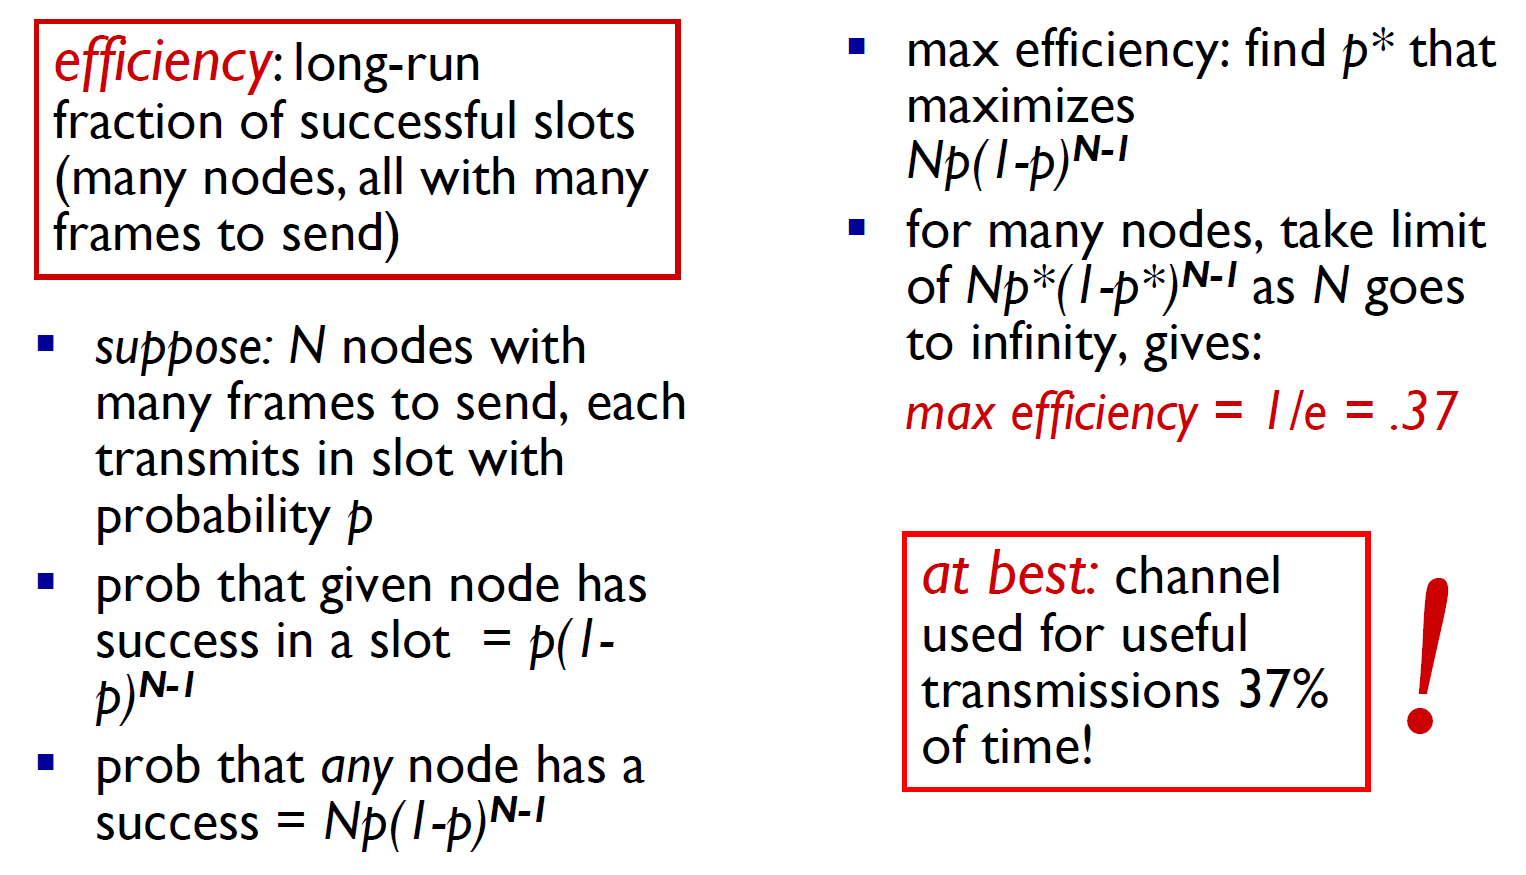 efficiency: long-run
fraction of successful slots
(many nodes, all with many
frames to send)
▪ suppose: N nodes with
many frames to send, each
transmits in slot with
probability p
▪ prob that given node has
success in a slot = p(1-
p)^N-1
▪ prob that any node has a
success = Np(1-p)^N-1
▪ max efficiency: find p* that
maximizes
Np(1-p)^N-1
▪ for many nodes, take limit
of Np*(1-p*)^N-1 as N goes
to infinity, gives:
max efficiency = 1/e = .37
at best: channel
used for useful
transmissions 37%
of time!
!